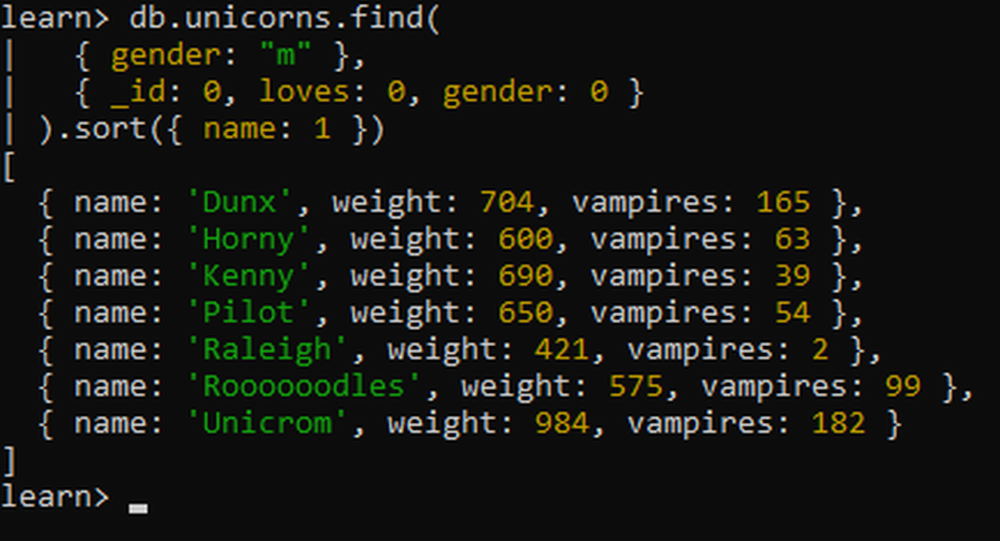 learn> db.unicorns.find(
|   { gender: "m" },
|   { _id: 0, loves: 0, gender: 0 }
| ).sort({ name: 1 })
[
  { name: 'Dunx', weight: 704, vampires: 165 },
  { name: 'Horny', weight: 600, vampires: 63 },
  { name: 'Kenny', weight: 690, vampires: 39 },
  { name: 'Pilot', weight: 650, vampires: 54 },
  { name: 'Raleigh', weight: 421, vampires: 2 },
  { name: 'Roooooodles', weight: 575, vampires: 99 },
  { name: 'Unicrom', weight: 984, vampires: 182 }
]
learn>